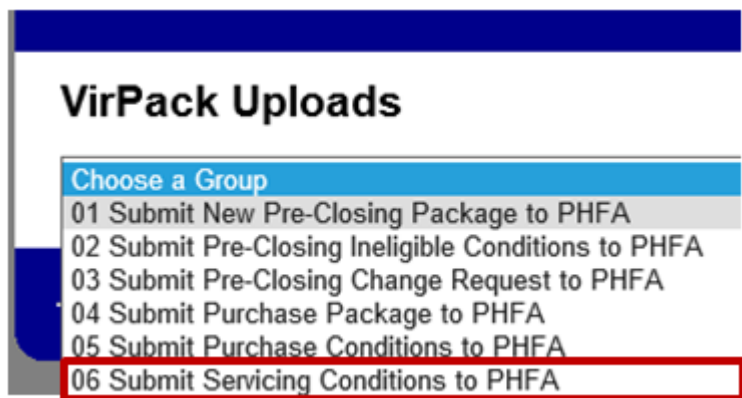 VirPack Uploads
Choose a Group
01 Submit New Pre-Closing Package to PHFA
02 Submit Pre-Closing Ineligible Conditions to PHFA
03 Submit Pre-Closing Change Request to PHFA
04 Submit Purchase Package to PHFA
05 Submit Purchase Conditions to PHFA
06 Submit Servicing Conditions to PHFA